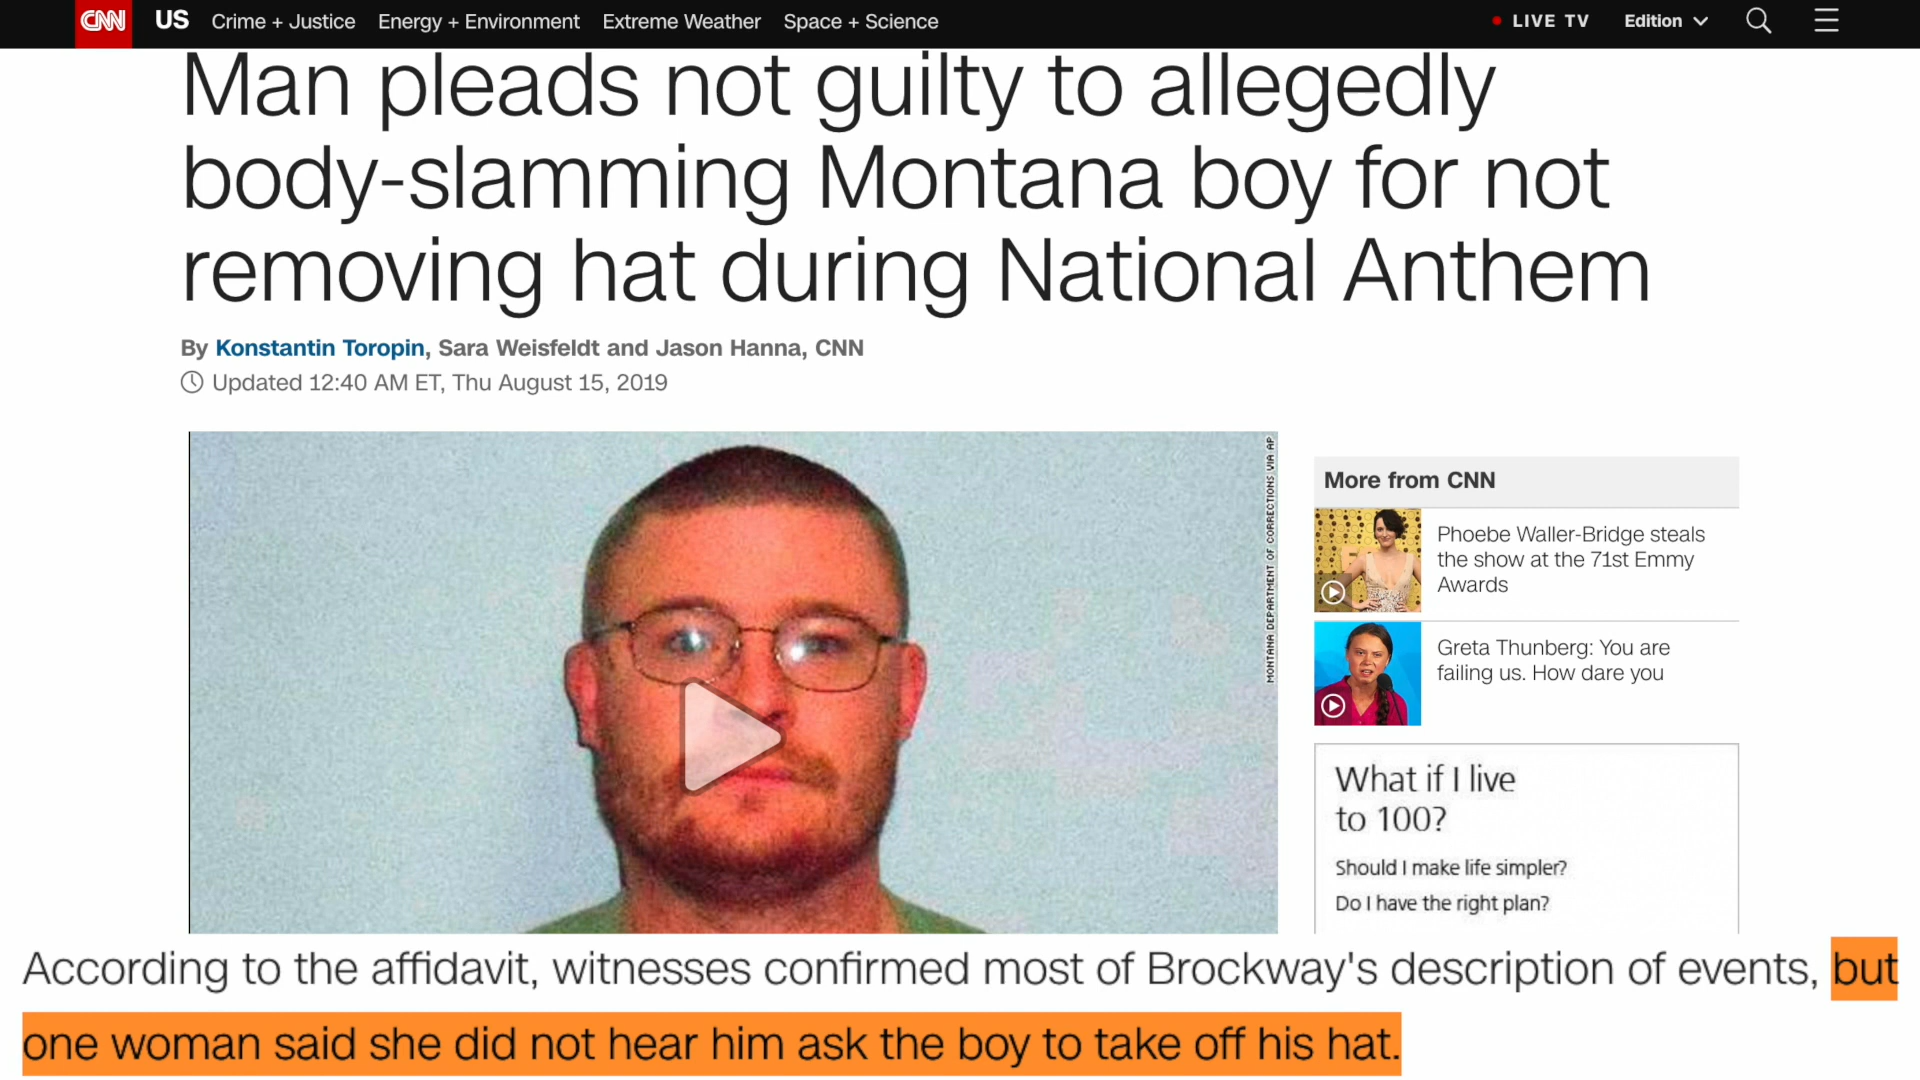 CNN US Crime + Justice Energy + Environment Extreme Weather Space + Science LIVE TV Edition
Man pleads not guilty to allegedly
body-slamming Montana boy for not
removing hat during National Anthem
By Konstantin Toropin, Sara Weisfeldt and Jason Hanna, CNN
Updated 12:40 AM ET, Thu August 15, 2019
MONTANA DEPARTMENT OF CORRECTIONS VIA AP
More from CNN
Phoebe Waller-Bridge steals
the show at the 71st Emmy
Awards
Greta Thunberg: You are
failing us. How dare you
What if I live
to 100?
Should I make life simpler?
Do I have the right plan?
According to the affidavit, witnesses confirmed most of Brockway's description of events, but
one woman said she did not hear him ask the boy to take off his hat.